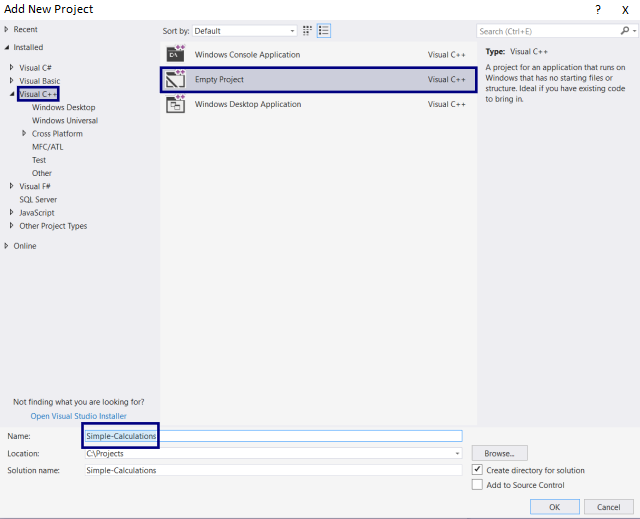 Add New Project ? X
Recent
Installed
Visual C#
Visual Basic
Visual C++
Windows Desktop
Windows Universal
Cross Platform
MFC/ATL
Test
Other
Visual F#
SQL Server
JavaScript
Other Project Types
Online
Not finding what you are looking for?
Open Visual Studio Installer
Sort by: Default
Windows Console Application Visual C++
Empty Project Visual C++
Windows Desktop Application Visual C++
Search (Ctrl+E)
Type: Visual C++
A project for an application that runs on
Windows that has no starting files or
structure. Ideal if you have existing code
to bring in.
Name: Simple-Calculations
Location: C:\Projects Browse...
Solution name: Simple-Calculations
Create directory for solution
Add to Source Control
OK Cancel